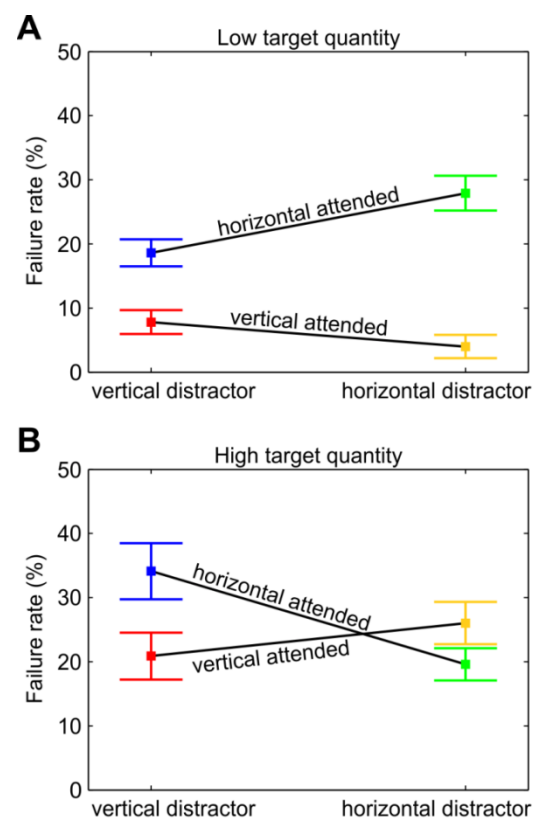 A
Low target quantity
50
40
30
20
10
0
Failure rate (%)
horizontal attended
vertical attended
vertical distractor
horizontal distractor
B
High target quantity
50
40
30
20
10
0
Failure rate (%)
horizontal attended
vertical attended
vertical distractor
horizontal distractor